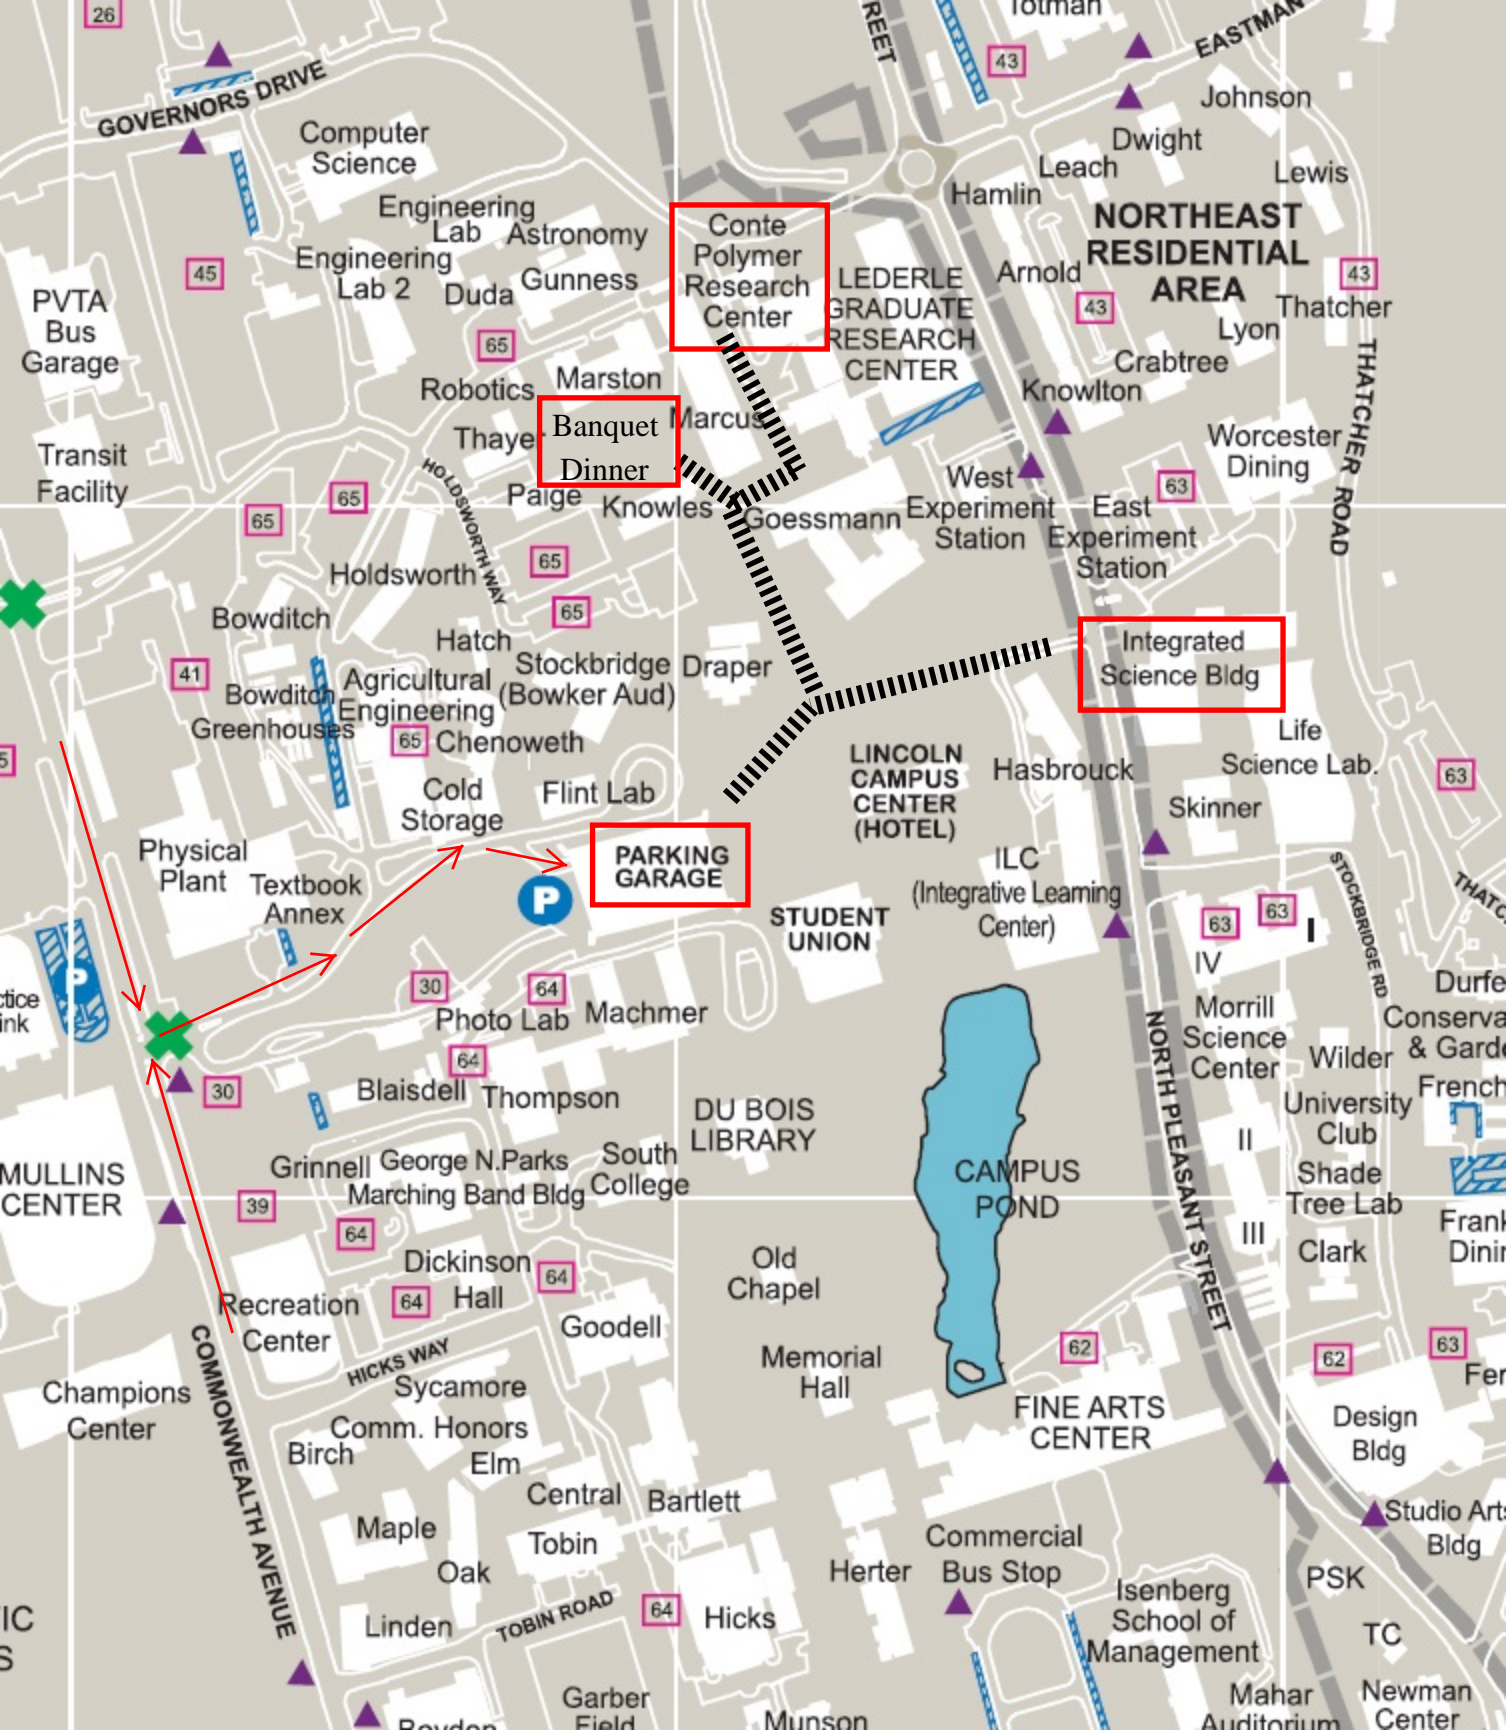 26
GOVERNORS DRIVE
Computer
Science
Engineering
Lab
Astronomy
Engineering
Lab 2
Duda
Gunness
45
PVTA
Bus
Garage
65
Robotics
Marston
Conte
Polymer
Research
Center
LEDERLE
GRADUATE
RESEARCH
CENTER
REET
43
EASTMAN
Johnson
Dwight
Leach
Lewis
Hamlin
NORTHEAST
RESIDENTIAL
AREA
Arnold
43
43
Thatcher
Lyon
Crabtree
Knowlton
THATCHER ROAD
Marcus
Banquet
Dinner
Thaye
Paige
Knowles
Goessmann
Transit
Facility
65
65
HOLDSWORTH WAY
65
65
Holdsworth
West
Experiment
Station
East
Experiment
Station
Worcester
Dining
63
Bowditch
41
Hatch
Stockbridge
(Bowker Aud)
Draper
Bowditch
Greenhouses
Agricultural
Engineering
65
Chenoweth
Integrated
Science Bldg
Life
Science Lab.
63
LINCOLN
CAMPUS
CENTER
(HOTEL)
Hasbrouck
Skinner
5
Cold
Storage
Flint Lab
PARKING
GARAGE
P
Physical
Plant
Textbook
Annex
STUDENT
UNION
ILC
(Integrative Learning
Center)
63
63
I
IV
STOCKBRIDGE RD
THATC
P
ctice
ink
30
64
Photo Lab
Machmer
64
30
Blaisdell
Thompson
Morrill
Science
Center
Wilder
Durfe
Conserva
& Garde
French
NORTH PLEASANT STREET
DU BOIS
LIBRARY
University
Club
II
Shade
Tree Lab
MULLINS
CENTER
Grinnell
George N.Parks
Marching Band Bldg
South
College
39
64
CAMPUS
POND
III
Clark
Frank
Dinin
Dickinson
Hall
64
64
Old
Chapel
Recreation
Center
Goodell
HICKS WAY
Memorial
Hall
62
62
63
Fer
Champions
Center
COMMONWEALTH AVENUE
Sycamore
Comm. Honors
Birch
Elm
FINE ARTS
CENTER
Design
Bldg
Central
Bartlett
Maple
Tobin
Oak
Studio Arts
Bldg
Commercial
Bus Stop
Herter
PSK
Isenberg
School of
Management
TC
Linden
TOBIN ROAD
64
Hicks
IC
S
Garber
Field
Munson
Mahar
Auditorium
Newman
Center
Boyden